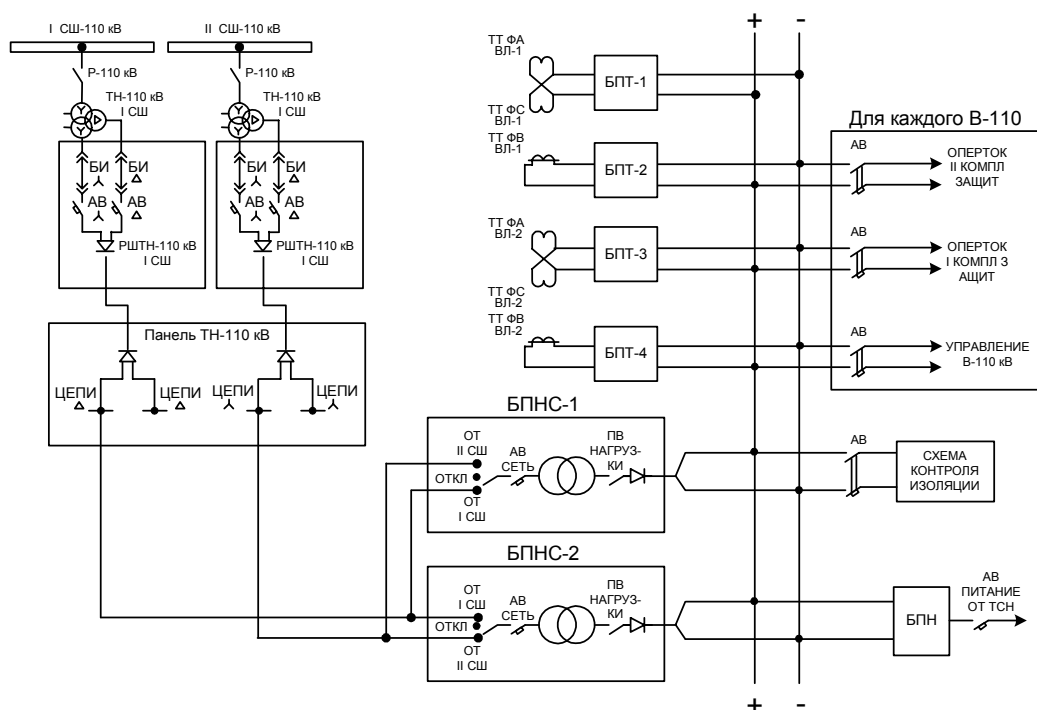 I СШ-110 кВ
II СШ-110 кВ
Р-110 кВ
Р-110 кВ
ТН-110 кВ
I СШ
ТН-110 кВ
I СШ
БИ
БИ
АВ
АВ
РШТН-110 кВ
I СШ
БИ
БИ
АВ
АВ
РШТН-110 кВ
I СШ
Панель ТН-110 кВ
ЦЕПИ
ЦЕПИ
ЦЕПИ
ЦЕПИ
+
-
ТТ ФА
ВЛ-1
БПТ-1
ТТ ФС
ВЛ-1
ТТ ФВ
ВЛ-1
БПТ-2
ТТ ФА
ВЛ-2
БПТ-3
ТТ ФС
ВЛ-2
ТТ ФВ
ВЛ-2
БПТ-4
Для каждого В-110
АВ
ОПЕРТОК
II КОМПЛ
ЗАЩИТ
АВ
ОПЕРТОК
I КОМПЛ З
АЩИТ
АВ
УПРАВЛЕНИЕ
В-110 кВ
БПНС-1
ОТ
II СШ
ОТКЛ
ОТ
I СШ
АВ
СЕТЬ
ПВ
НАГРУЗ-
КИ
АВ
СХЕМА
КОНТРОЛЯ
ИЗОЛЯЦИИ
БПНС-2
ОТ
I СШ
ОТКЛ
ОТ
II СШ
АВ
СЕТЬ
ПВ
НАГРУЗ-
КИ
БПН
АВ
ПИТАНИЕ
ОТ ТСН
+
-